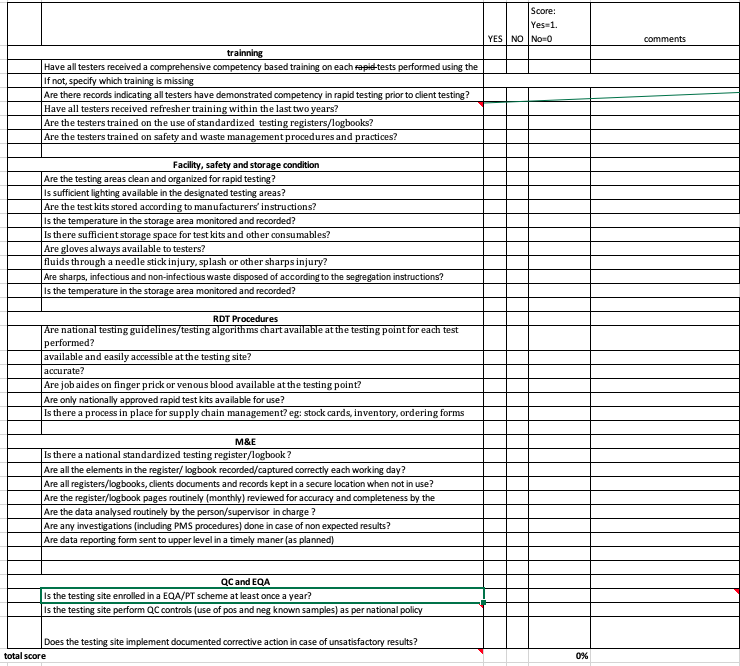 Score:
Yes=1.
YES NO No=0 comments
trainning
Have all testers received a comprehensive competency based training on each rapid tests performed using the
If not, specify which training is missing
Are there records indicating all testers have demonstrated competency in rapid testing prior to client testing?
Have all testers received refresher training within the last two years?
Are the testers trained on the use of standardized testing registers/logbooks?
Are the testers trained on safety and waste management procedures and practices?
Facility, safety and storage condition
Are the testing areas clean and organized for rapid testing?
Is sufficient lighting available in the designated testing areas?
Are the test kits stored according to manufacturers' instructions?
Is the temperature in the storage area monitored and recorded?
Is there sufficient storage space for test kits and other consumables?
Are gloves always available to testers?
fluids through a needle stick injury, splash or other sharps injury?
Are sharps, infectious and non-infectious waste disposed of according to the segregation instructions?
Is the temperature in the storage area monitored and recorded?
RDT Procedures
Are national testing guidelines/testing algorithms chart available at the testing point for each test
performed?
available and easily accessible at the testing site?
accurate?
Are job aides on finger prick or venous blood available at the testing point?
Are only nationally approved rapid test kits available for use?
Is there a process in place for supply chain management? eg: stock cards, inventory, ordering forms
M&E
Is there a national standardized testing register/logbook ?
Are all the elements in the register/ logbook recorded/captured correctly each working day?
Are all registers/logbooks, clients documents and records kept in a secure location when not in use?
Are the register/logbook pages routinely (monthly) reviewed for accuracy and completeness by the
Are the data analysed routinely by the person/supervisor in charge ?
Are any investigations (including PMS procedures) done in case of non expected results?
Are data reporting form sent to upper level in a timely maner (as planned)
QC and EQA
Is the testing site enrolled in a EQA/PT scheme at least once a year?
Is the testing site perform QC controls (use of pos and neg known samples) as per national policy
Does the testing site implement documented corrective action in case of unsatisfactory results?
total score 0%